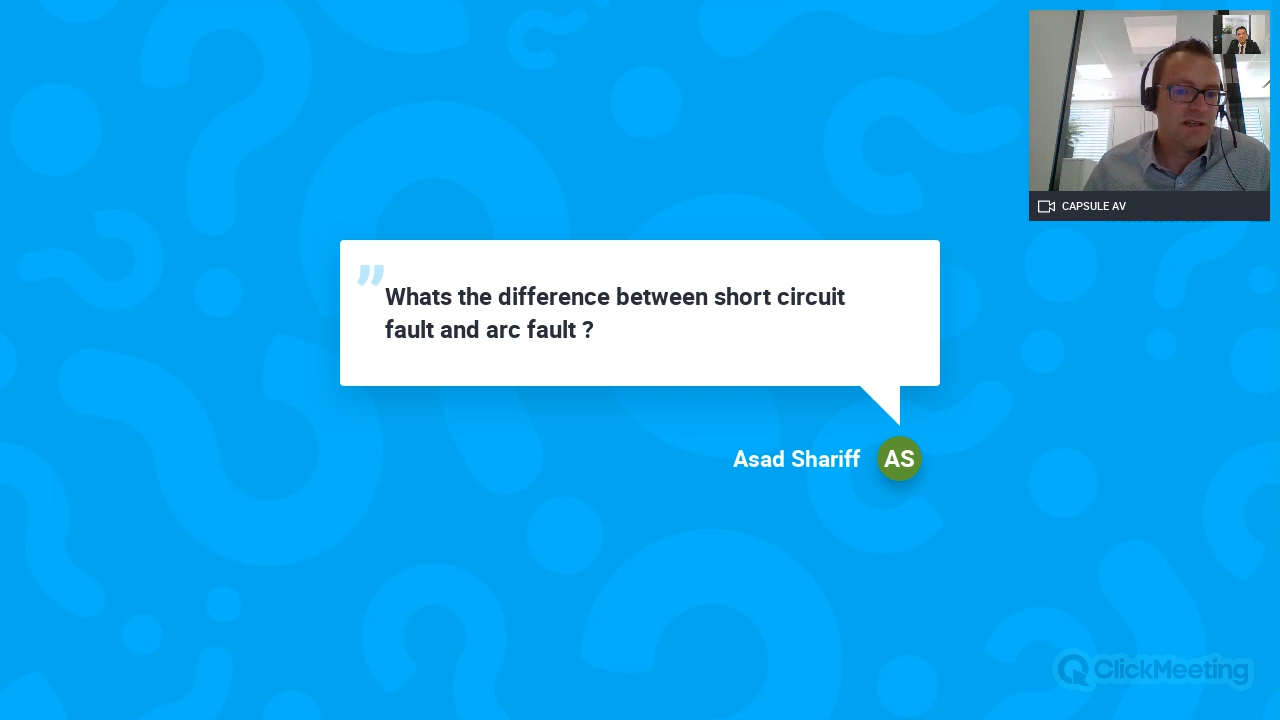 CAPSULE AV
Whats the difference between short circuit
fault and arc fault ?
Asad Shariff
AS
ClickMeeting